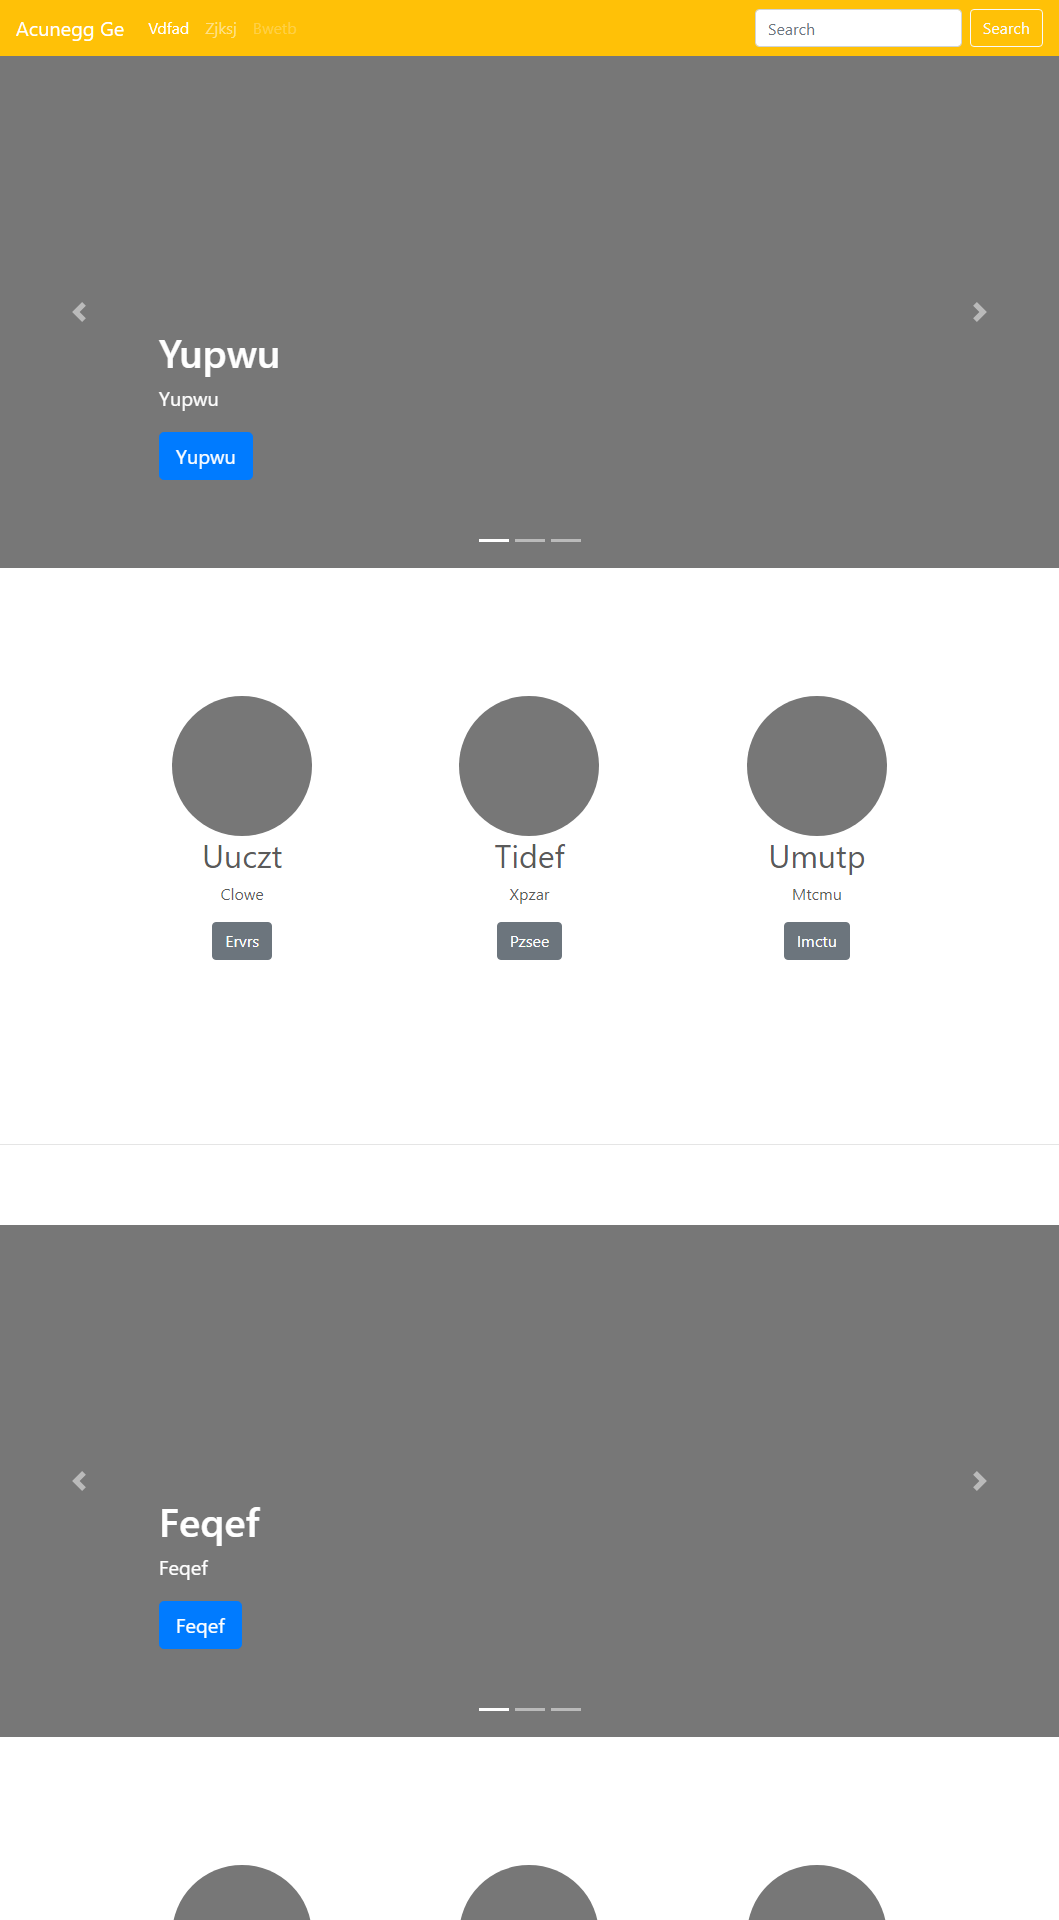 Acunegg Ge Vdfad Zjksj Bwetb Search Search
Yupwu
Yupwu
Yupwu
Uuczt Tidef Umutp
Clowe Xpzar Mtcmu
Ervrs Pzsee Imctu
Feqef
Feqef
Feqef